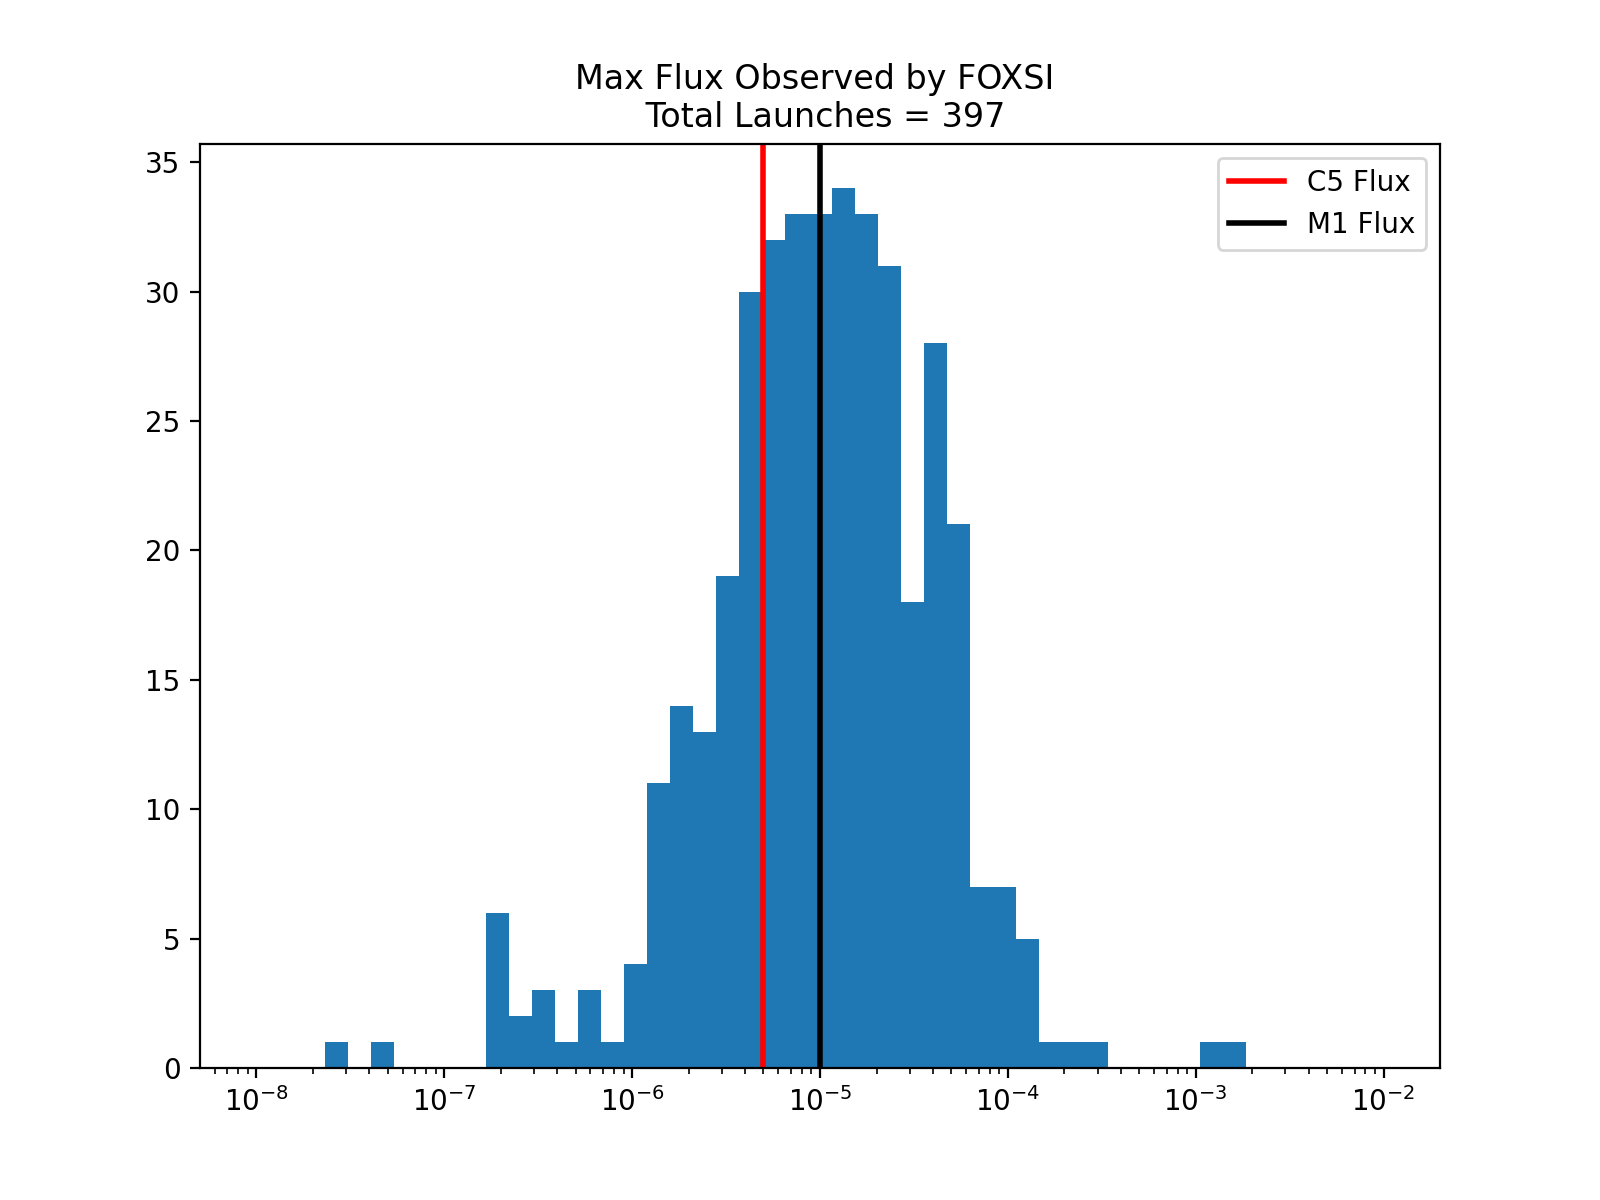 Max Flux Observed by FOXSI
Total Launches = 397
C5 Flux
M1 Flux
35
30
25
20
15
10
5
0
10⁻⁸ 10⁻⁷ 10⁻⁶ 10⁻⁵ 10⁻⁴ 10⁻³ 10⁻²